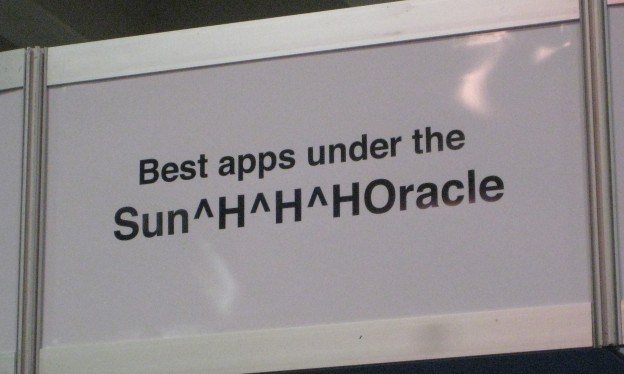 Best apps under the
Sun^H^H^HOracle